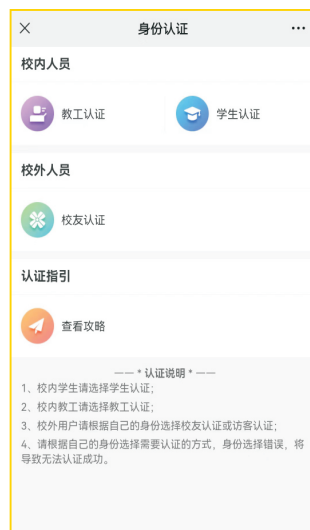 身份认证
校内人员
教工认证 学生认证
校外人员
校友认证
认证指引
查看攻略
—— * 认证说明 * ——
1、校内学生请选择学生认证；
2、校内教工请选择教工认证；
3、校外用户请根据自己的身份选择校友认证或访客认证；
4、请根据自己的身份选择需要认证的方式，身份选择错误，将
导致无法认证成功。